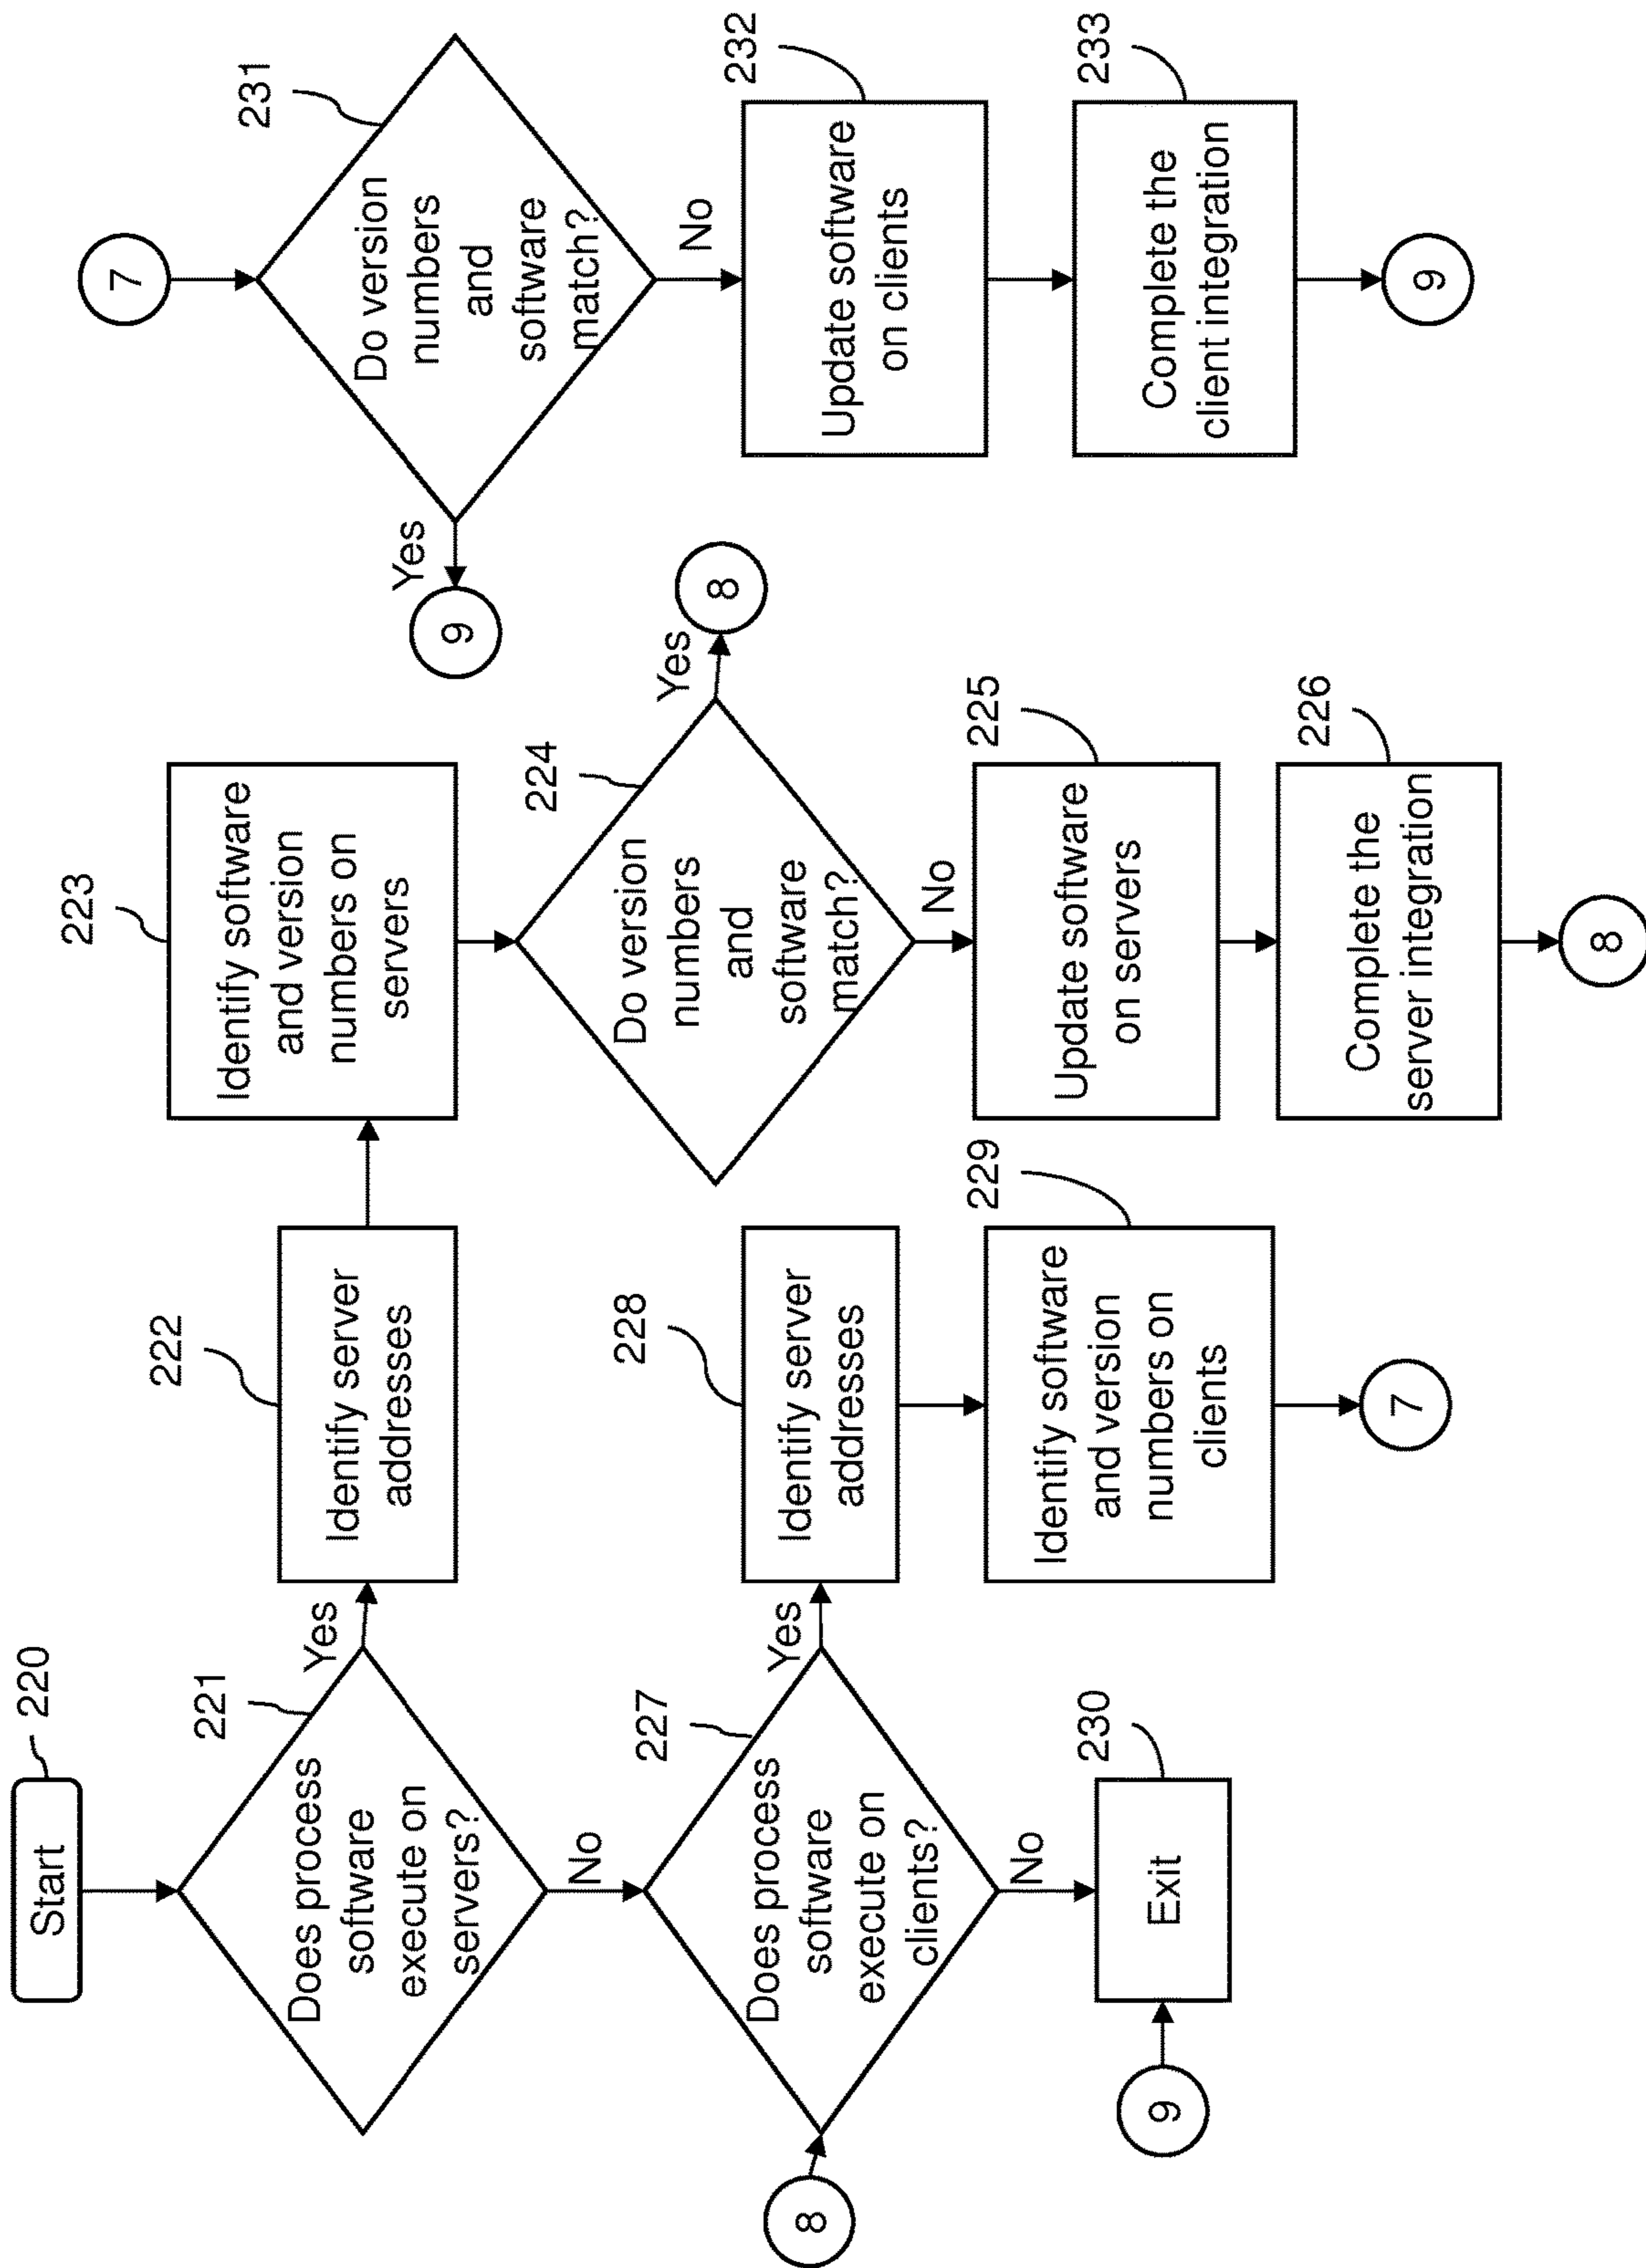 Start
220
Does process
software
execute on
servers?
221
Yes
No
Identify server
addresses
222
Identify software
and version
numbers on
servers
223
Do version
numbers
and
software
match?
224
Yes
8
No
Update software
on servers
225
Complete the
server integration
226
8
8
Does process
software
execute on
clients?
227
Yes
No
Identify server
addresses
228
Identify software
and version
numbers on
clients
229
7
9
Exit
230
7
Do version
numbers
and
software
match?
231
Yes
9
No
Update software
on clients
232
Complete the
client integration
233
9